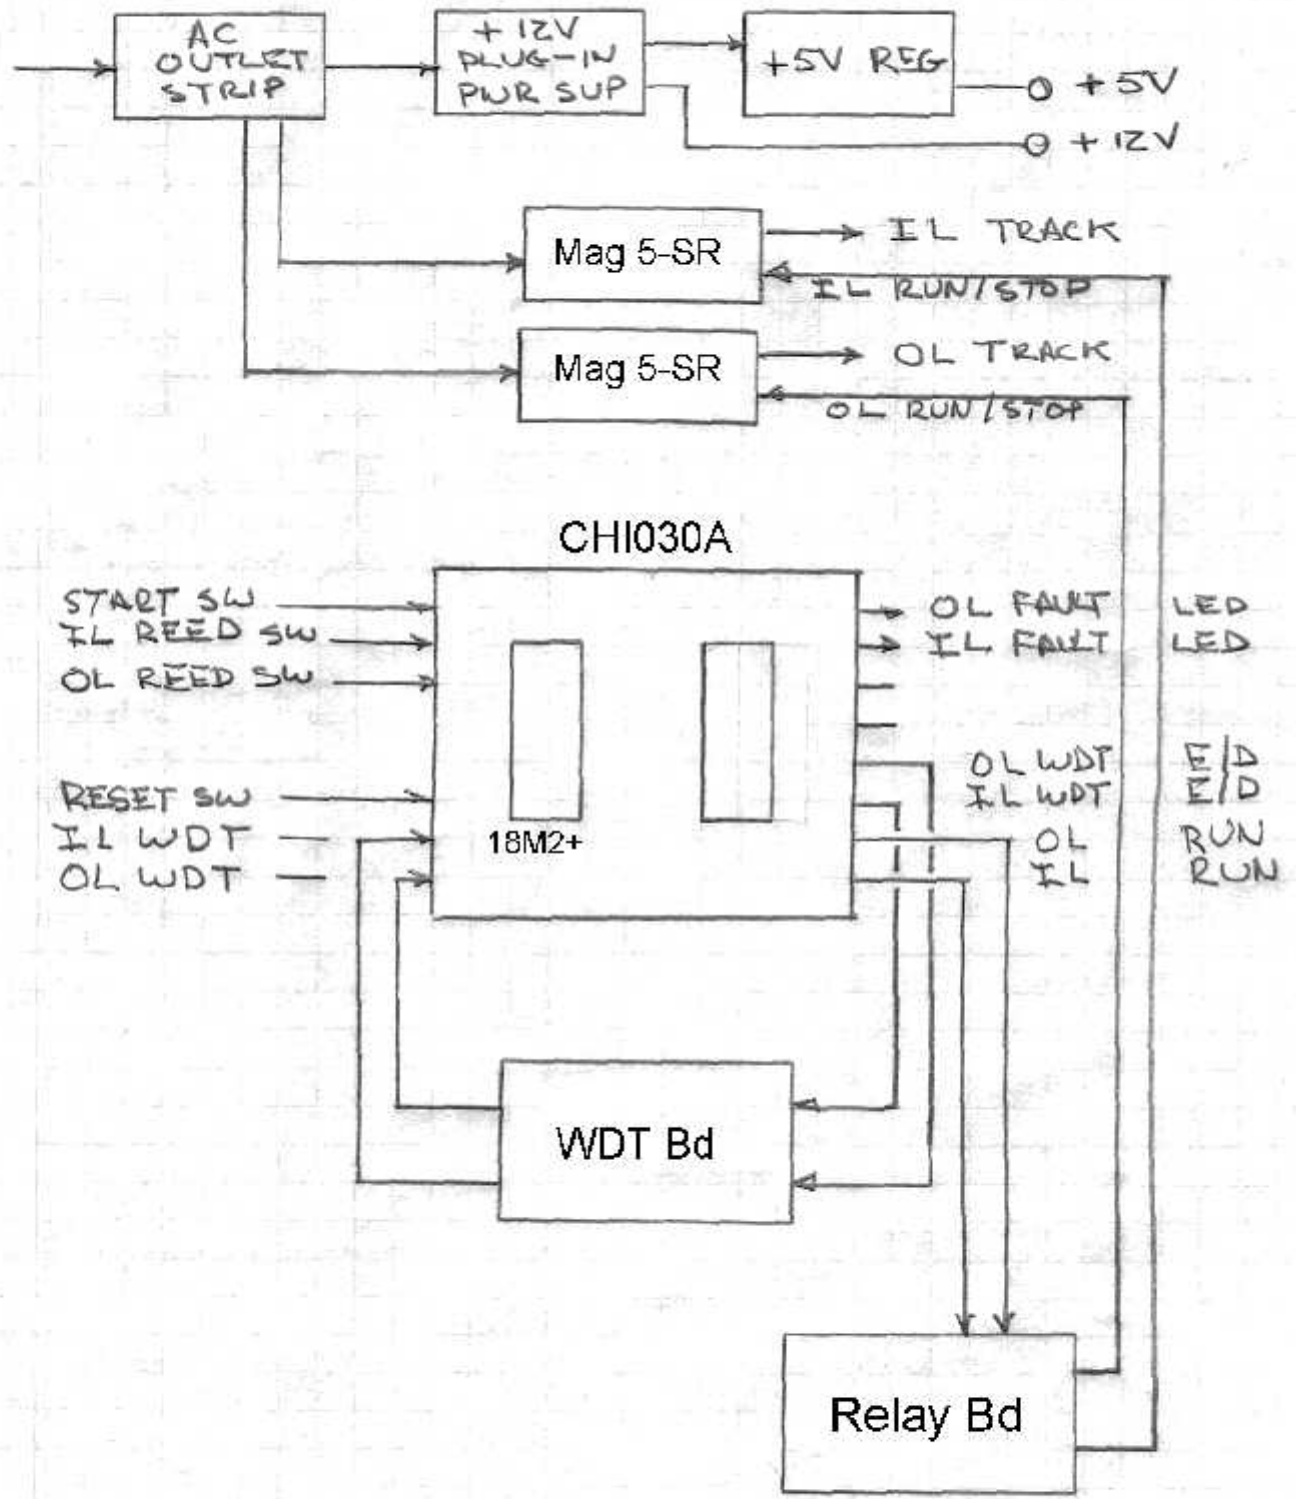 AC
OUTLET
STRIP
+12V
PLUG-IN
PWR SUP
+5V REG
+5V
+12V
Mag 5-SR
IL TRACK
IL RUN/STOP
Mag 5-SR
OL TRACK
OL RUN/STOP
CHI030A
START SW
IL REED SW
OL REED SW
RESET SW
IL WDT
OL WDT
18M2+
OL FAULT LED
IL FAULT LED
OL WDT E/D
IL WDT E/D
OL RUN
IL RUN
WDT Bd
Relay Bd